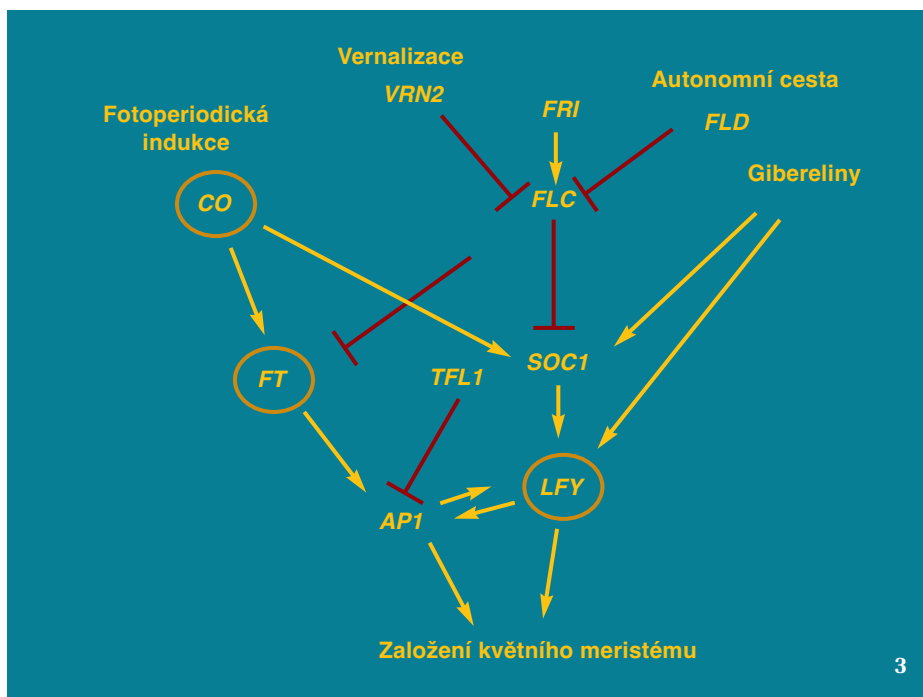 Vernalizace
VRN2
Autonomní cesta
FLD
Fotoperiodická
indukce
FRI
Gibereliny
CO
FLC
FT
TFL1
SOC1
AP1
LFY
Založení květního meristému
3